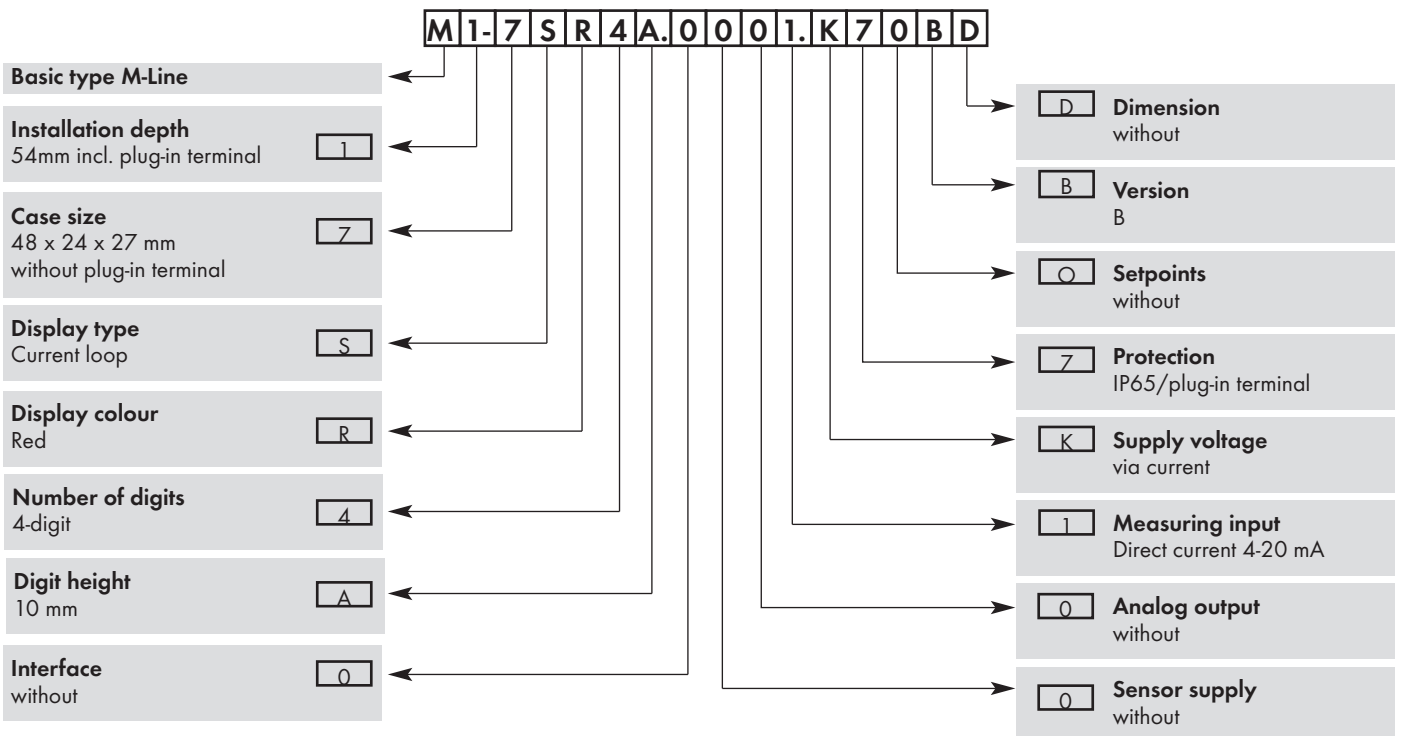 M1-7SR4A.0001.K70BD
Basic type M-Line
Installation depth
54mm incl. plug-in terminal
1
Case size
48 x 24 x 27 mm
without plug-in terminal
7
Display type
Current loop
S
Display colour
Red
R
Number of digits
4-digit
4
Digit height
10 mm
A
Interface
without
0
D
Dimension
without
B
Version
B
O
Setpoints
without
7
Protection
IP65/plug-in terminal
K
Supply voltage
via current
1
Measuring input
Direct current 4-20 mA
0
Analog output
without
0
Sensor supply
without